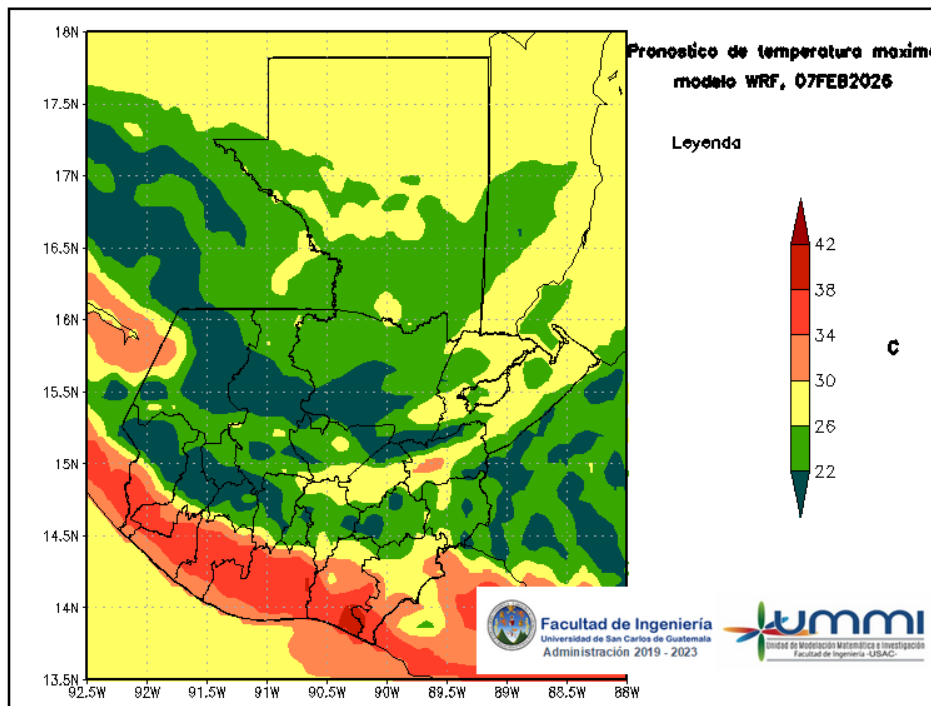 18N
17.5N
17N
16.5N
16N
15.5N
15N
14.5N
14N
13.5N
92.5W
92W
91.5W
91W
90.5W
90W
89.5W
89W
88.5W
88W
Pronostico de temperatura maxima
modelo WRF, 07FEB2026
Leyenda
42
38
34
30
26
22
C
Facultad de Ingeniería
Universidad de San Carlos de Guatemala
Administración 2019 - 2023
ummi
Unidad de Modelación Matemática e Investigación
Facultad de Ingeniería -USAC-